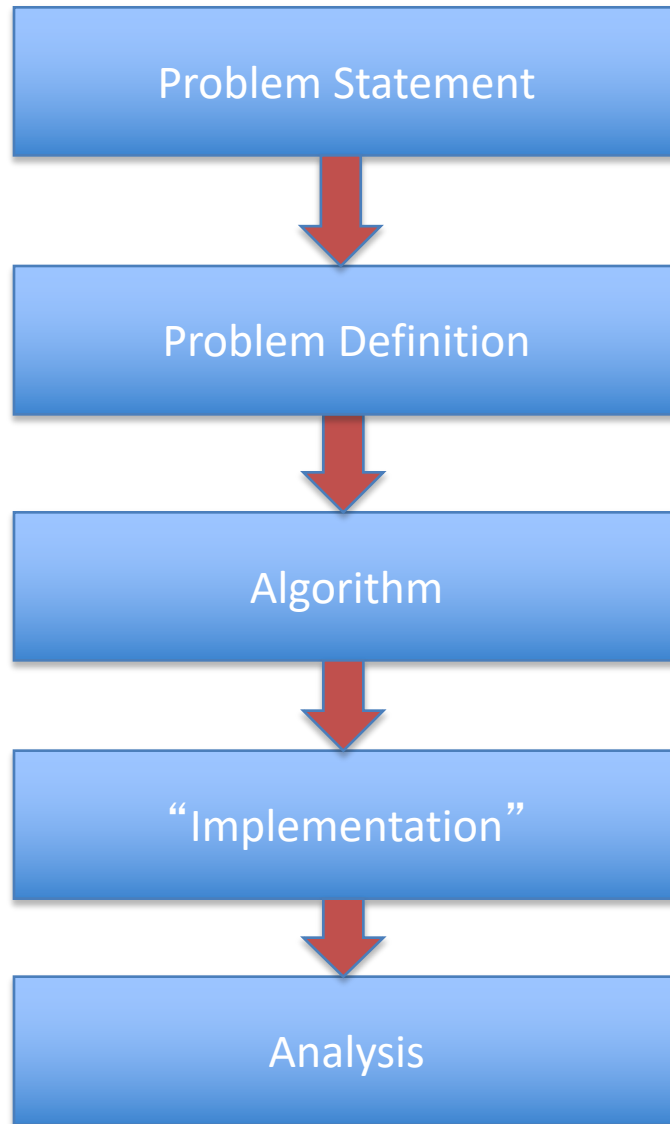 Problem Statement
Problem Definition
Algorithm
“Implementation”
Analysis